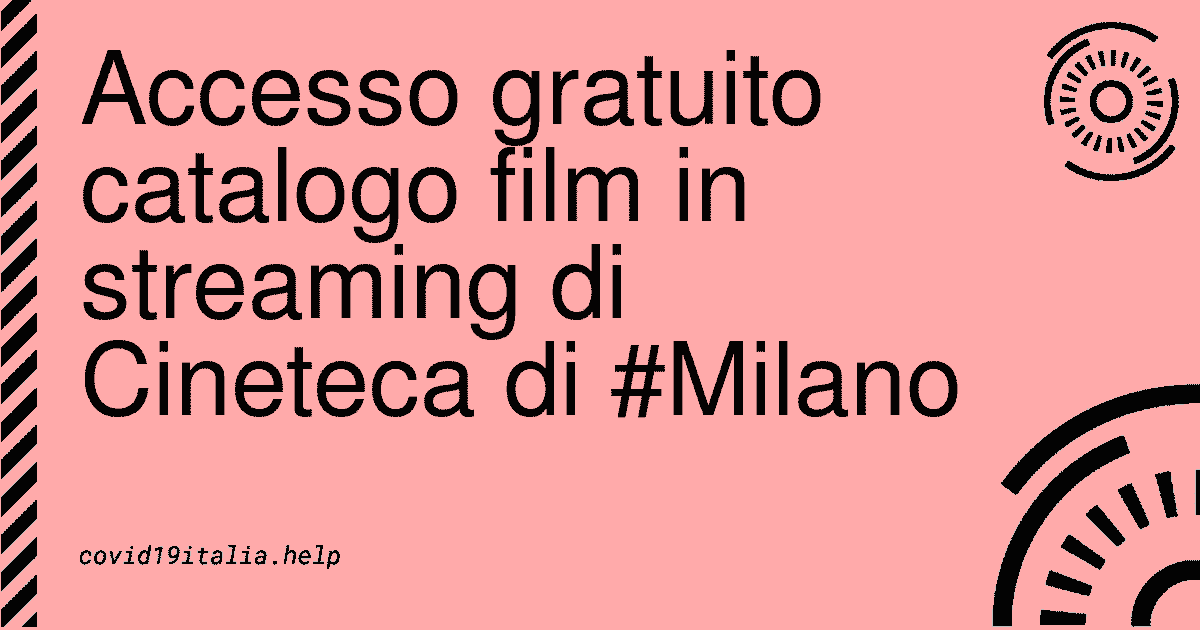 Accesso gratuito
catalogo film in
streaming di
Cineteca di #Milano
covid19italia.help